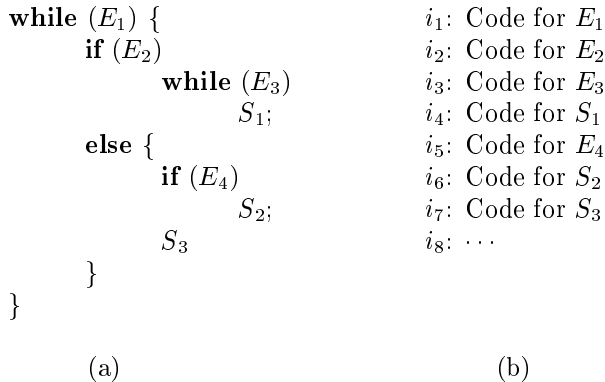 while (E₁) { i₁: Code for E₁
if (E₂) i₂: Code for E₂
while (E₃) i₃: Code for E₃
S₁; i₄: Code for S₁
else { i₅: Code for E₄
if (E₄) i₆: Code for S₂
S₂; i₇: Code for S₃
S₃ i₈: ⋯
}
}
(a) (b)